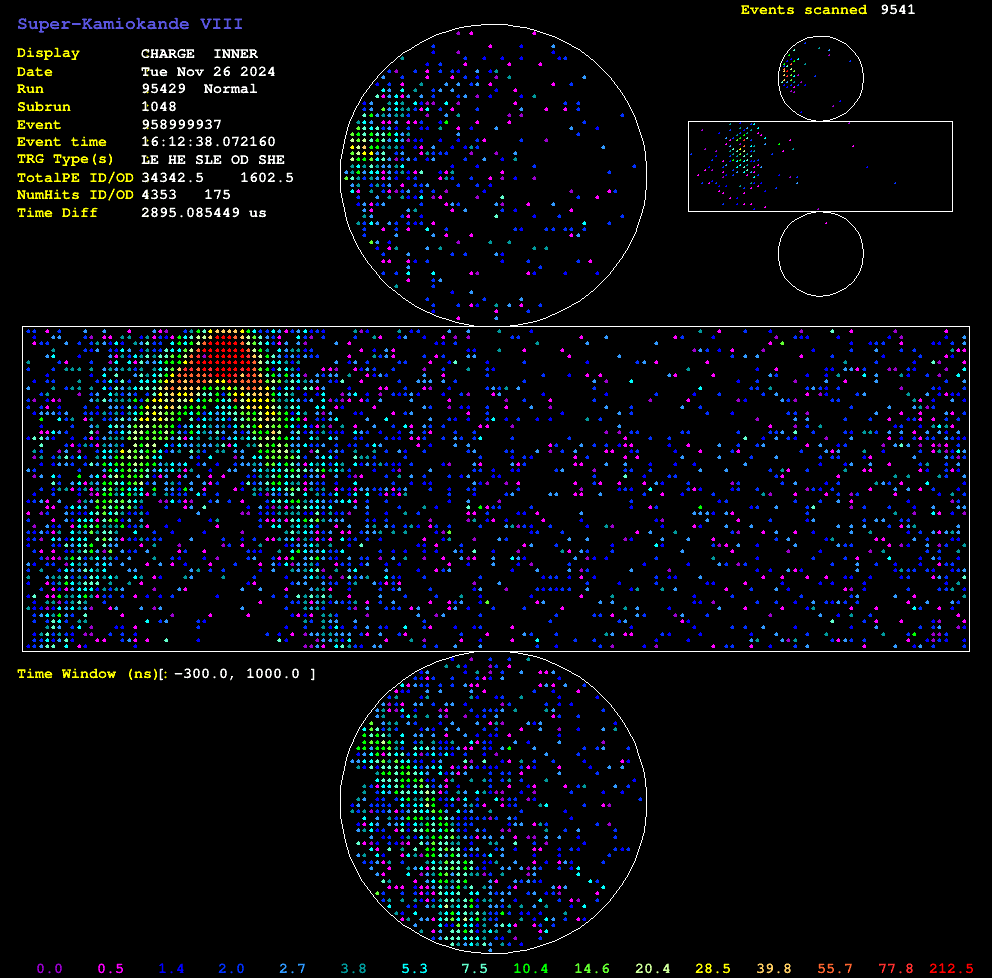 Super-Kamiokande VIII
Events scanned 9541
Display CHARGE INNER
Date Tue Nov 26 2024
Run 95429 Normal
Subrun 1048
Event 958999937
Event time 16:12:38.072160
TRG Type(s) LE HE SLE OD SHE
TotalPE ID/OD 34342.5 1602.5
NumHits ID/OD 4353 175
Time Diff 2895.085449 us
Time Window (ns)[: −300.0, 1000.0 ]
0.0 0.5 1.4 2.0 2.7 3.8 5.3 7.5 10.4 14.6 20.4 28.5 39.8 55.7 77.8 212.5